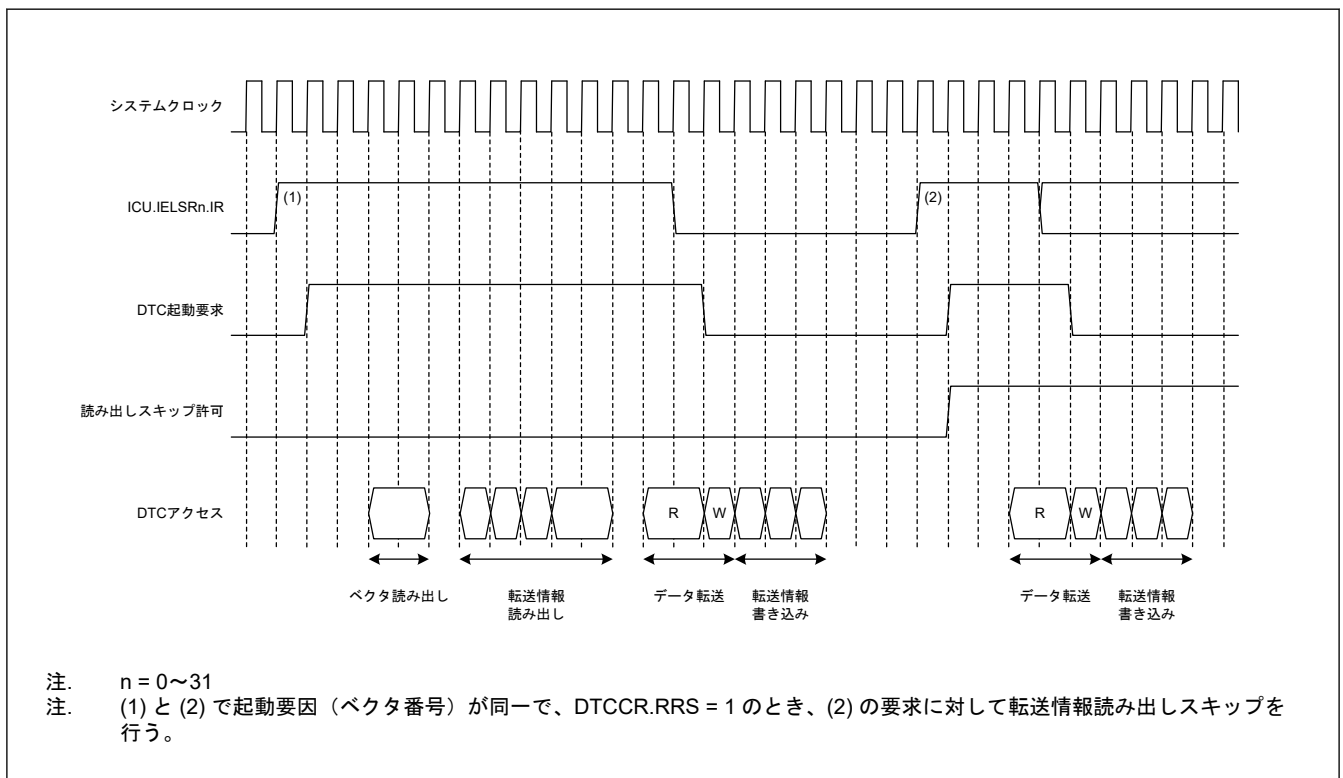 システムクロック
ICU.IELSRn.IR
(1)
(2)
DTC起動要求
読み出しスキップ許可
DTCアクセス
R
W
R
W
ベクタ読み出し
転送情報
読み出し
データ転送
転送情報
書き込み
データ転送
転送情報
書き込み
注. n = 0～31
注. (1) と (2) で起動要因（ベクタ番号）が同一で、DTCCR.RRS = 1 のとき、(2) の要求に対して転送情報読み出しスキップを
行う。